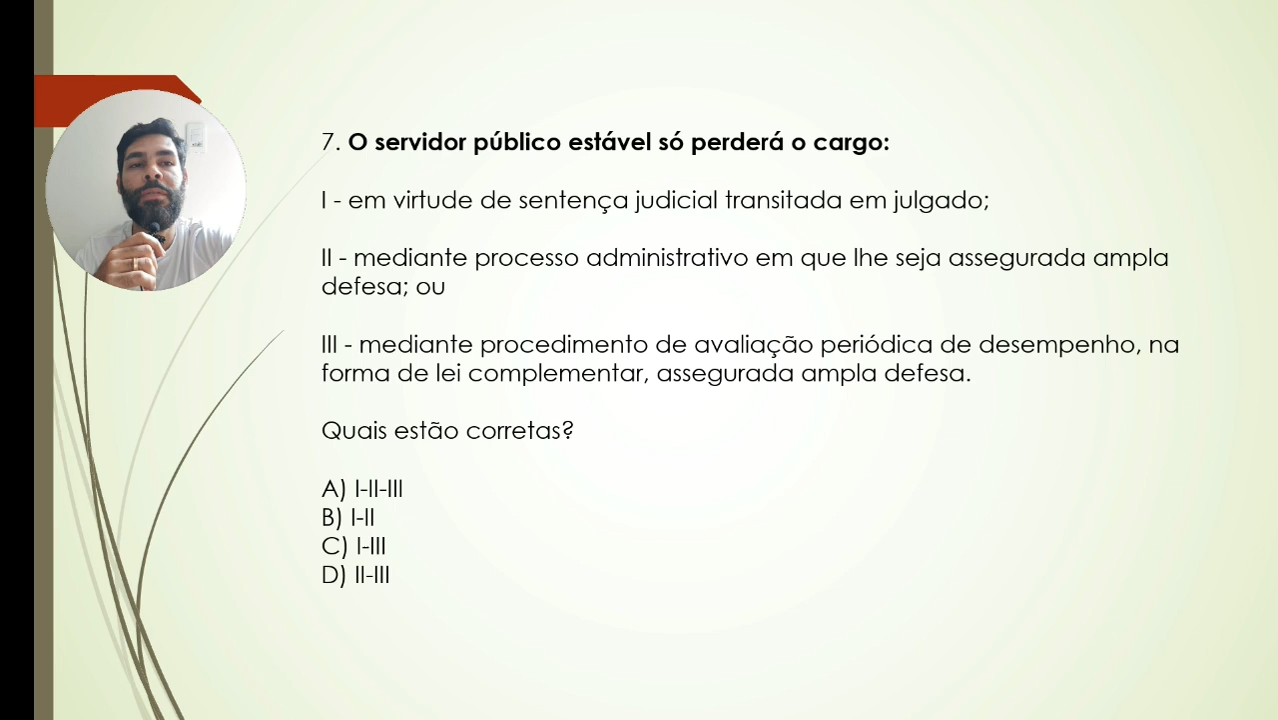 7. O servidor público estável só perderá o cargo:
I - em virtude de sentença judicial transitada em julgado;
II - mediante processo administrativo em que lhe seja assegurada ampla
defesa; ou
III - mediante procedimento de avaliação periódica de desempenho, na
forma de lei complementar, assegurada ampla defesa.
Quais estão corretas?
A) I-II-III
B) I-II
C) I-III
D) II-III